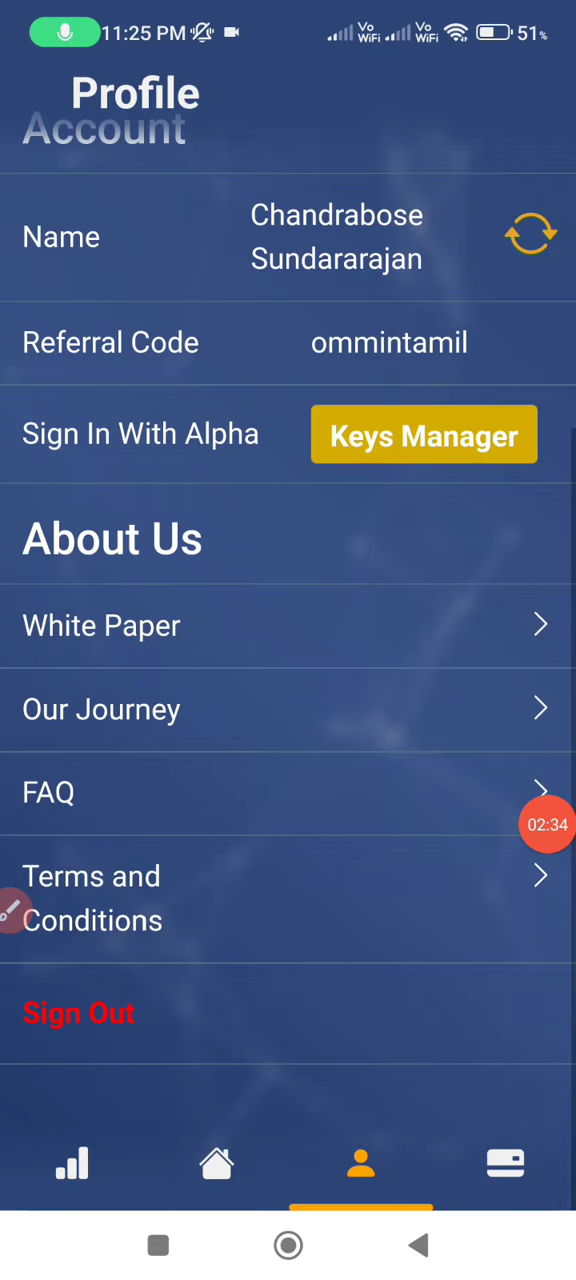 11:25 PM Vo WiFi Vo WiFi 51%
Profile
Account
Name
Chandrabose
Sundararajan
Referral Code ommintamil
Sign In With Alpha Keys Manager
About Us
White Paper
Our Journey
FAQ
02:34
Terms and
Conditions
Sign Out